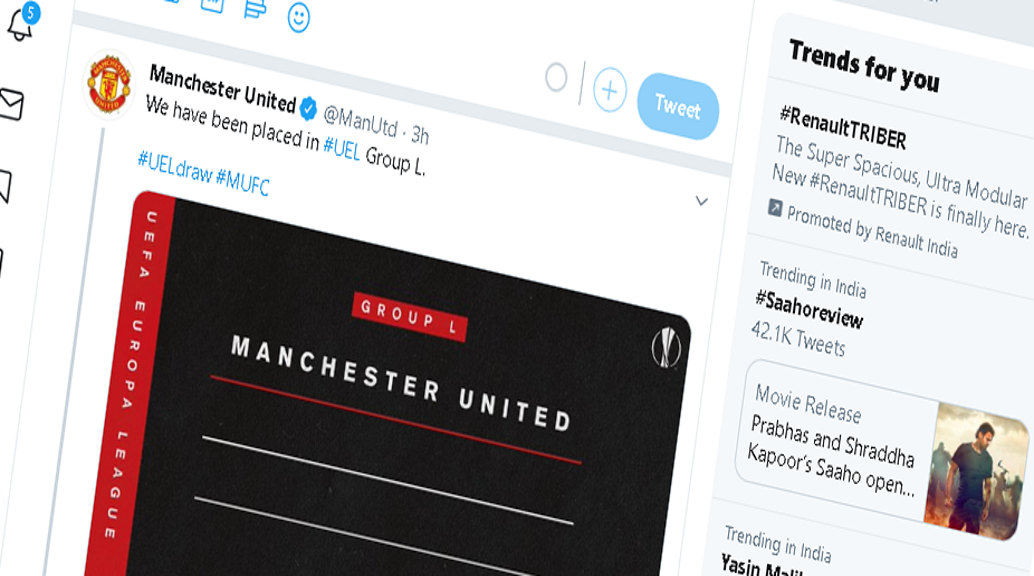 5
Tweet
Manchester United @ManUtd · 3h
We have been placed in #UEL Group L.
#UELdraw #MUFC
UEFA EUROPA LEAGUE
GROUP L
MANCHESTER UNITED
Trends for you
#RenaultTRIBER
The Super Spacious, Ultra Modular
New #RenaultTRIBER is finally here.
Promoted by Renault India
Trending in India
#Saahoreview
42.1K Tweets
Movie Release
Prabhas and Shraddha
Kapoor's Saaho open...
Trending in India
Yasin